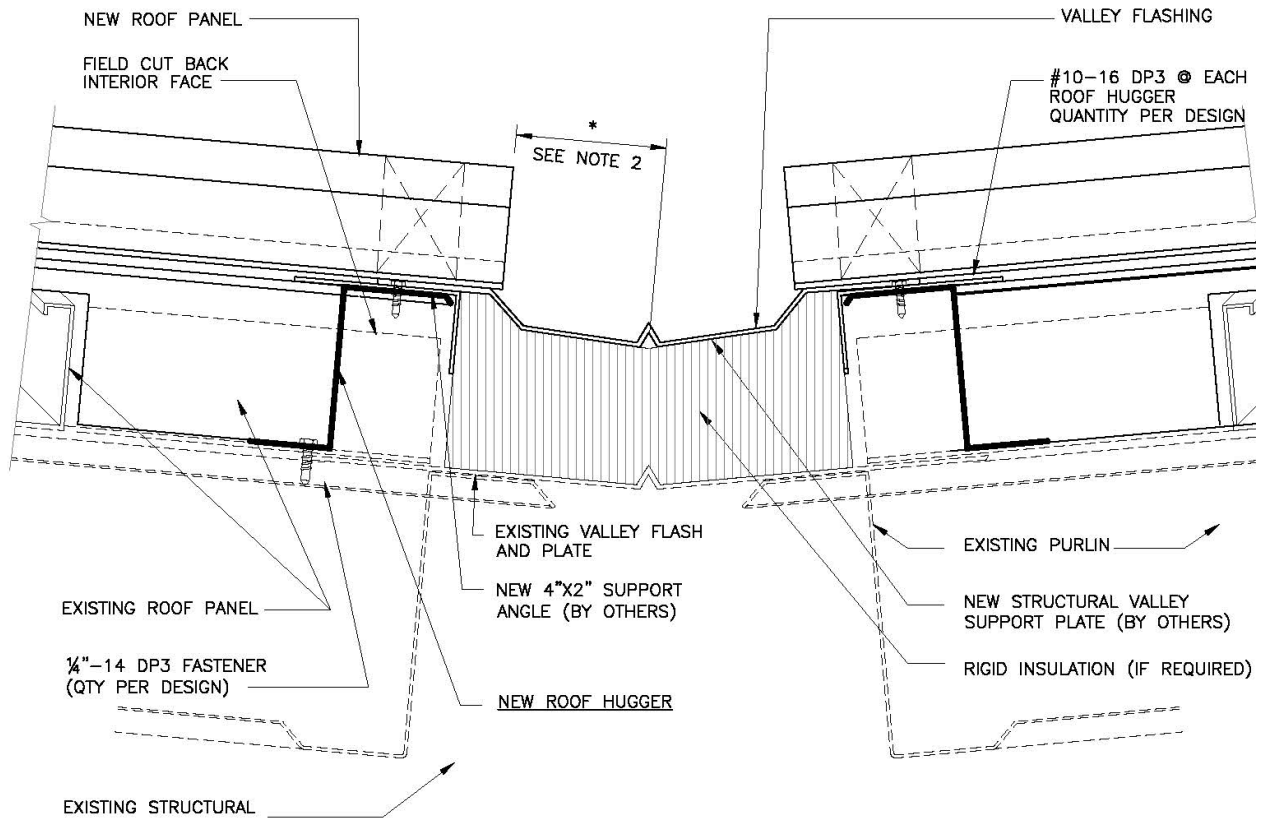 NEW ROOF PANEL
VALLEY FLASHING
FIELD CUT BACK
INTERIOR FACE
#10-16 DP3 @ EACH
ROOF HUGGER
QUANTITY PER DESIGN
*
SEE NOTE 2
EXISTING VALLEY FLASH
AND PLATE
EXISTING PURLIN
NEW 4"X2" SUPPORT
ANGLE (BY OTHERS)
EXISTING ROOF PANEL
NEW STRUCTURAL VALLEY
SUPPORT PLATE (BY OTHERS)
¼"-14 DP3 FASTENER
(QTY PER DESIGN)
RIGID INSULATION (IF REQUIRED)
NEW ROOF HUGGER
EXISTING STRUCTURAL